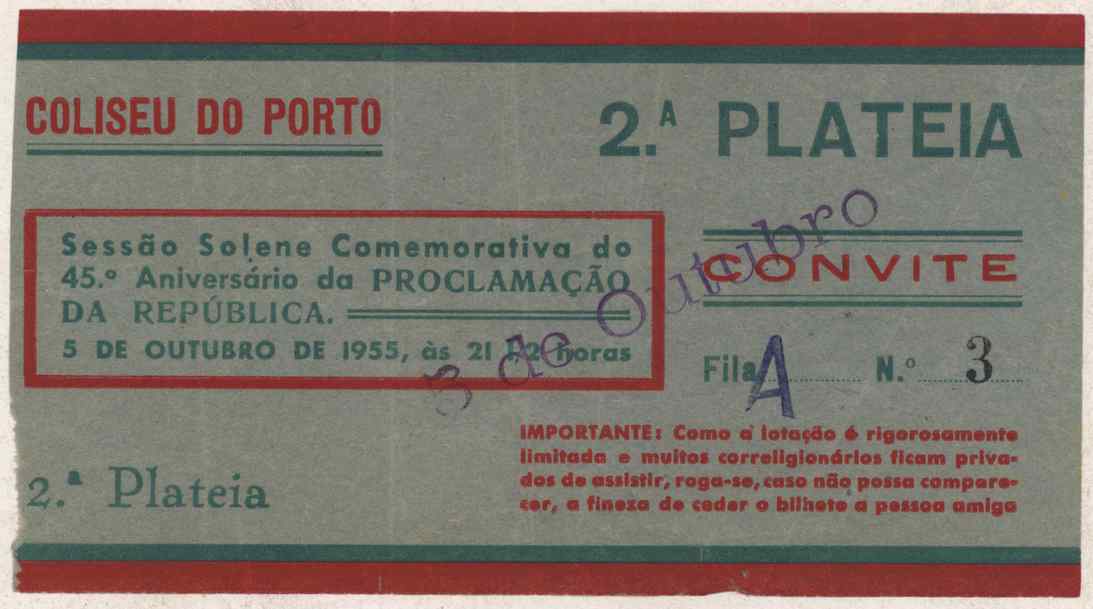 COLISEU DO PORTO
2.ª PLATEIA
Sessão Solene Comemorativa do
45.º Aniversário da PROCLAMAÇÃO
DA REPÚBLICA.
5 DE OUTUBRO DE 1955, às 21 1/2 horas
5 de Outubro
CONVITE
Fila A N.º 3
IMPORTANTE: Como a lotação é rigorosamente
limitada e muitos correligionários ficam priva-
dos de assistir, roga-se, caso não possa compare-
cer, a fineza de ceder o bilhete a pessoa amiga
2.ª Plateia